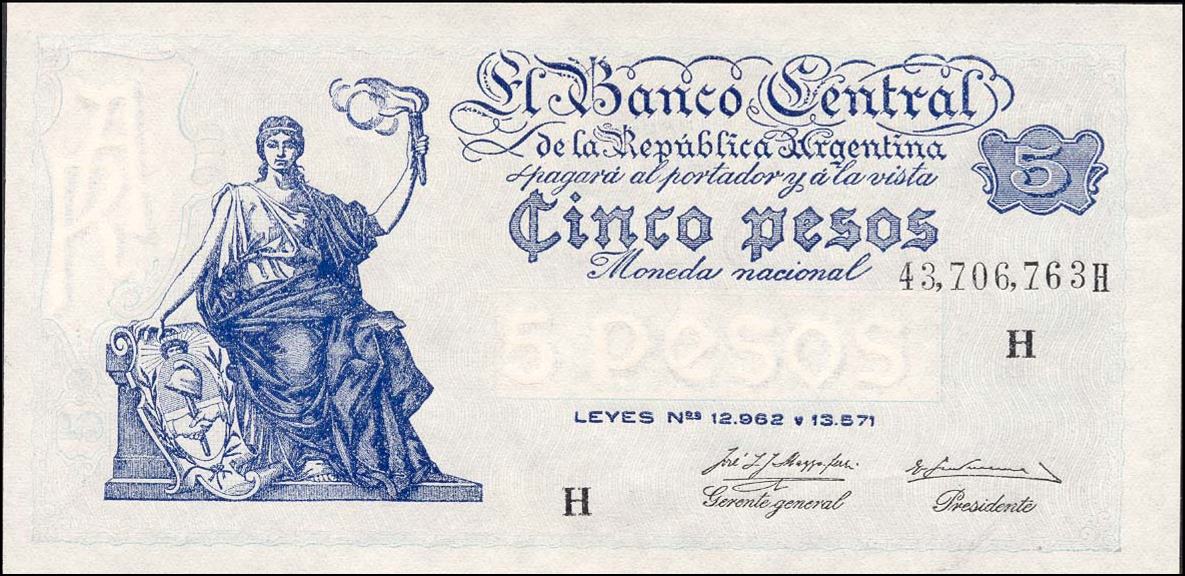 El Banco Central
de la República Argentina
pagará al portador y á la vista
Cinco pesos
Moneda nacional
5
43,706,763H
5 pesos
H
LEYES Nos 12.962 y 13.571
Gerente general
Presidente
H